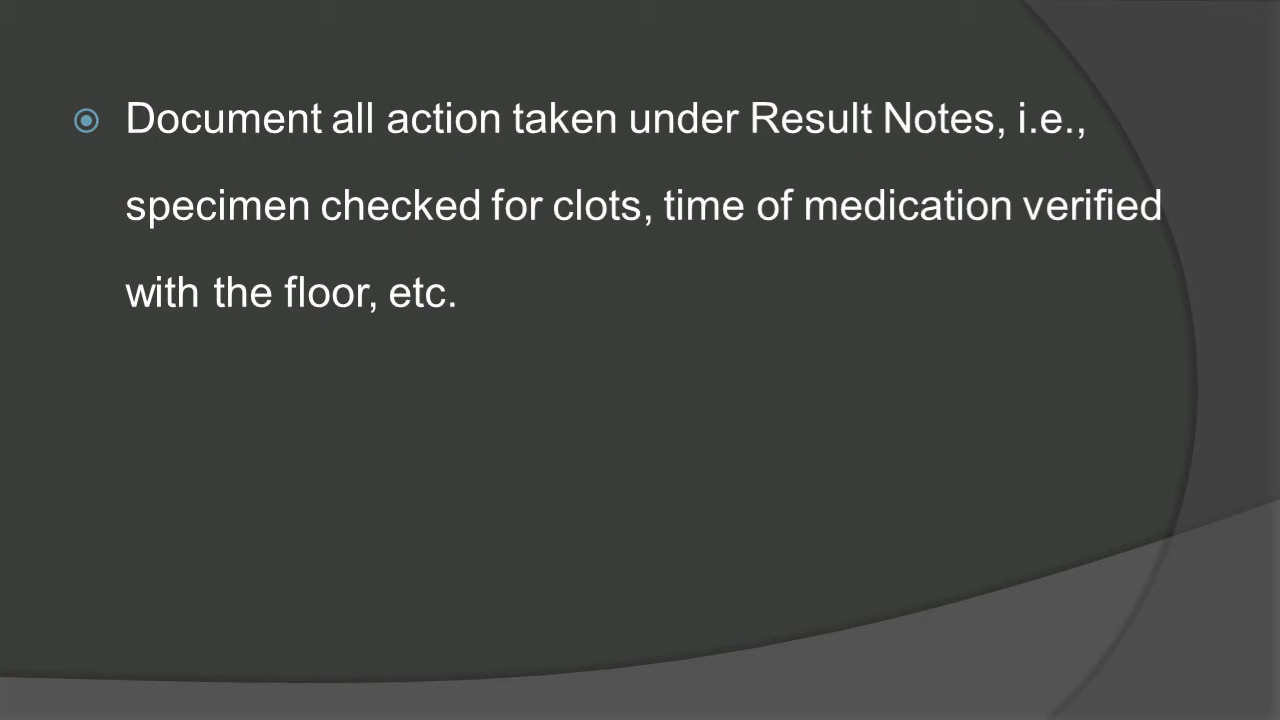 Document all action taken under Result Notes, i.e.,
specimen checked for clots, time of medication verified
with the floor, etc.